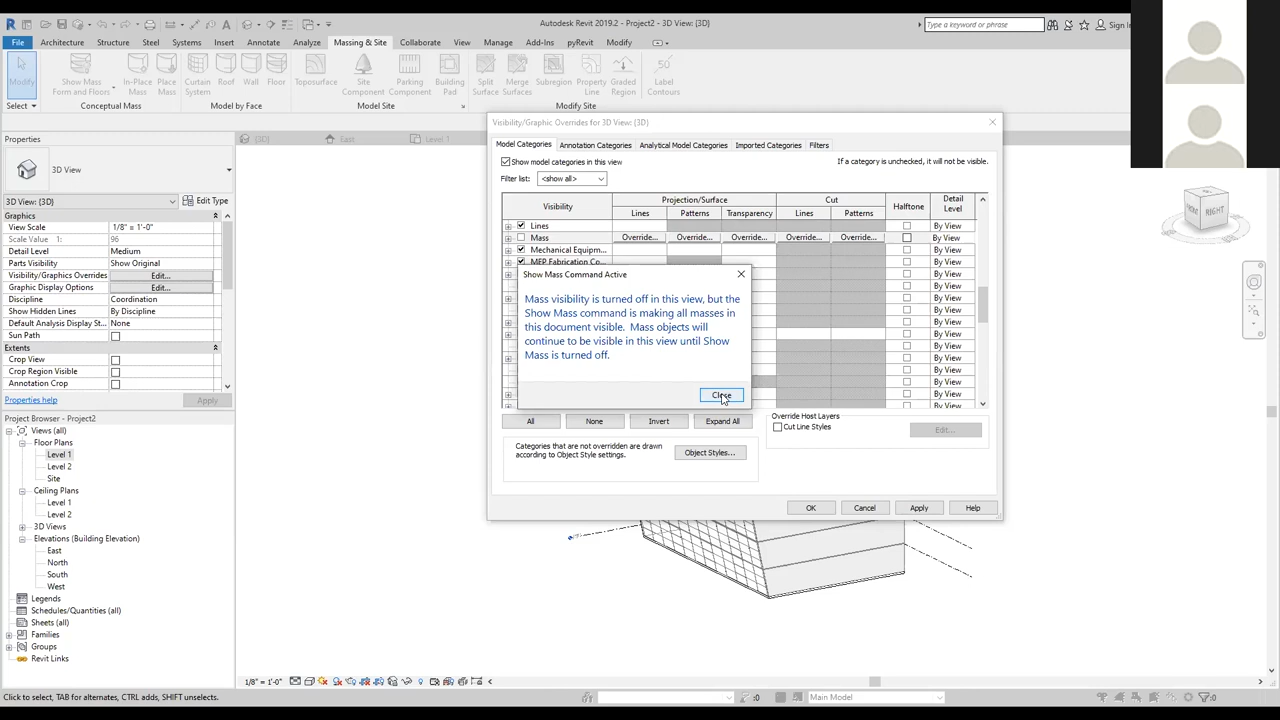 Autodesk Revit 2019.2 - Project2 - 3D View: {3D}
Type a keyword or phrase
Sign In
File Architecture Structure Steel Systems Insert Annotate Analyze Massing & Site Collaborate View Manage Add-Ins pyRevit Modify
Modify
Show Mass
Form and Floors
In-Place
Mass
Place
Mass
Curtain
System
Roof
Wall
Floor
Toposurface
Site
Component
Parking
Component
Building
Pad
Split
Surface
Merge
Surfaces
Subregion
Property
Line
Graded
Region
50'
Label
Contours
Select
Conceptual Mass
Model by Face
Model Site
Modify Site
{3D}
East
Level 1
Properties
3D View
3D View: {3D}
Edit Type
Graphics
View Scale 1/8" = 1'-0"
Scale Value 1: 96
Detail Level Medium
Parts Visibility Show Original
Visibility/Graphics Overrides Edit...
Graphic Display Options Edit...
Discipline Coordination
Show Hidden Lines By Discipline
Default Analysis Display St... None
Sun Path
Extents
Crop View
Crop Region Visible
Annotation Crop
Properties help
Apply
Project Browser - Project2
Views (all)
Floor Plans
Level 1
Level 2
Site
Ceiling Plans
Level 1
Level 2
3D Views
Elevations (Building Elevation)
East
North
South
West
Legends
Schedules/Quantities (all)
Sheets (all)
Families
Groups
Revit Links
Visibility/Graphic Overrides for 3D View: {3D}
Model Categories Annotation Categories Analytical Model Categories Imported Categories Filters
Show model categories in this view
If a category is unchecked, it will not be visible.
Filter list: <show all>
Visibility
Projection/Surface
Cut
Halftone
Detail
Level
Lines Patterns Transparency Lines Patterns
Lines By View
Mass Override... Override... Override... Override... Override... By View
Mechanical Equipm... By View
MEP Fabrication Co... By View
By View
By View
By View
By View
By View
By View
By View
By View
By View
By View
By View
By View
Show Mass Command Active
Mass visibility is turned off in this view, but the
Show Mass command is making all masses in
this document visible. Mass objects will
continue to be visible in this view until Show
Mass is turned off.
Close
All
None
Invert
Expand All
Override Host Layers
Cut Line Styles
Edit...
Categories that are not overridden are drawn
according to Object Style settings.
Object Styles...
OK
Cancel
Apply
Help
RIGHT
1/8" = 1'-0"
Click to select, TAB for alternates, CTRL adds, SHIFT unselects.
:0
Main Model
:0